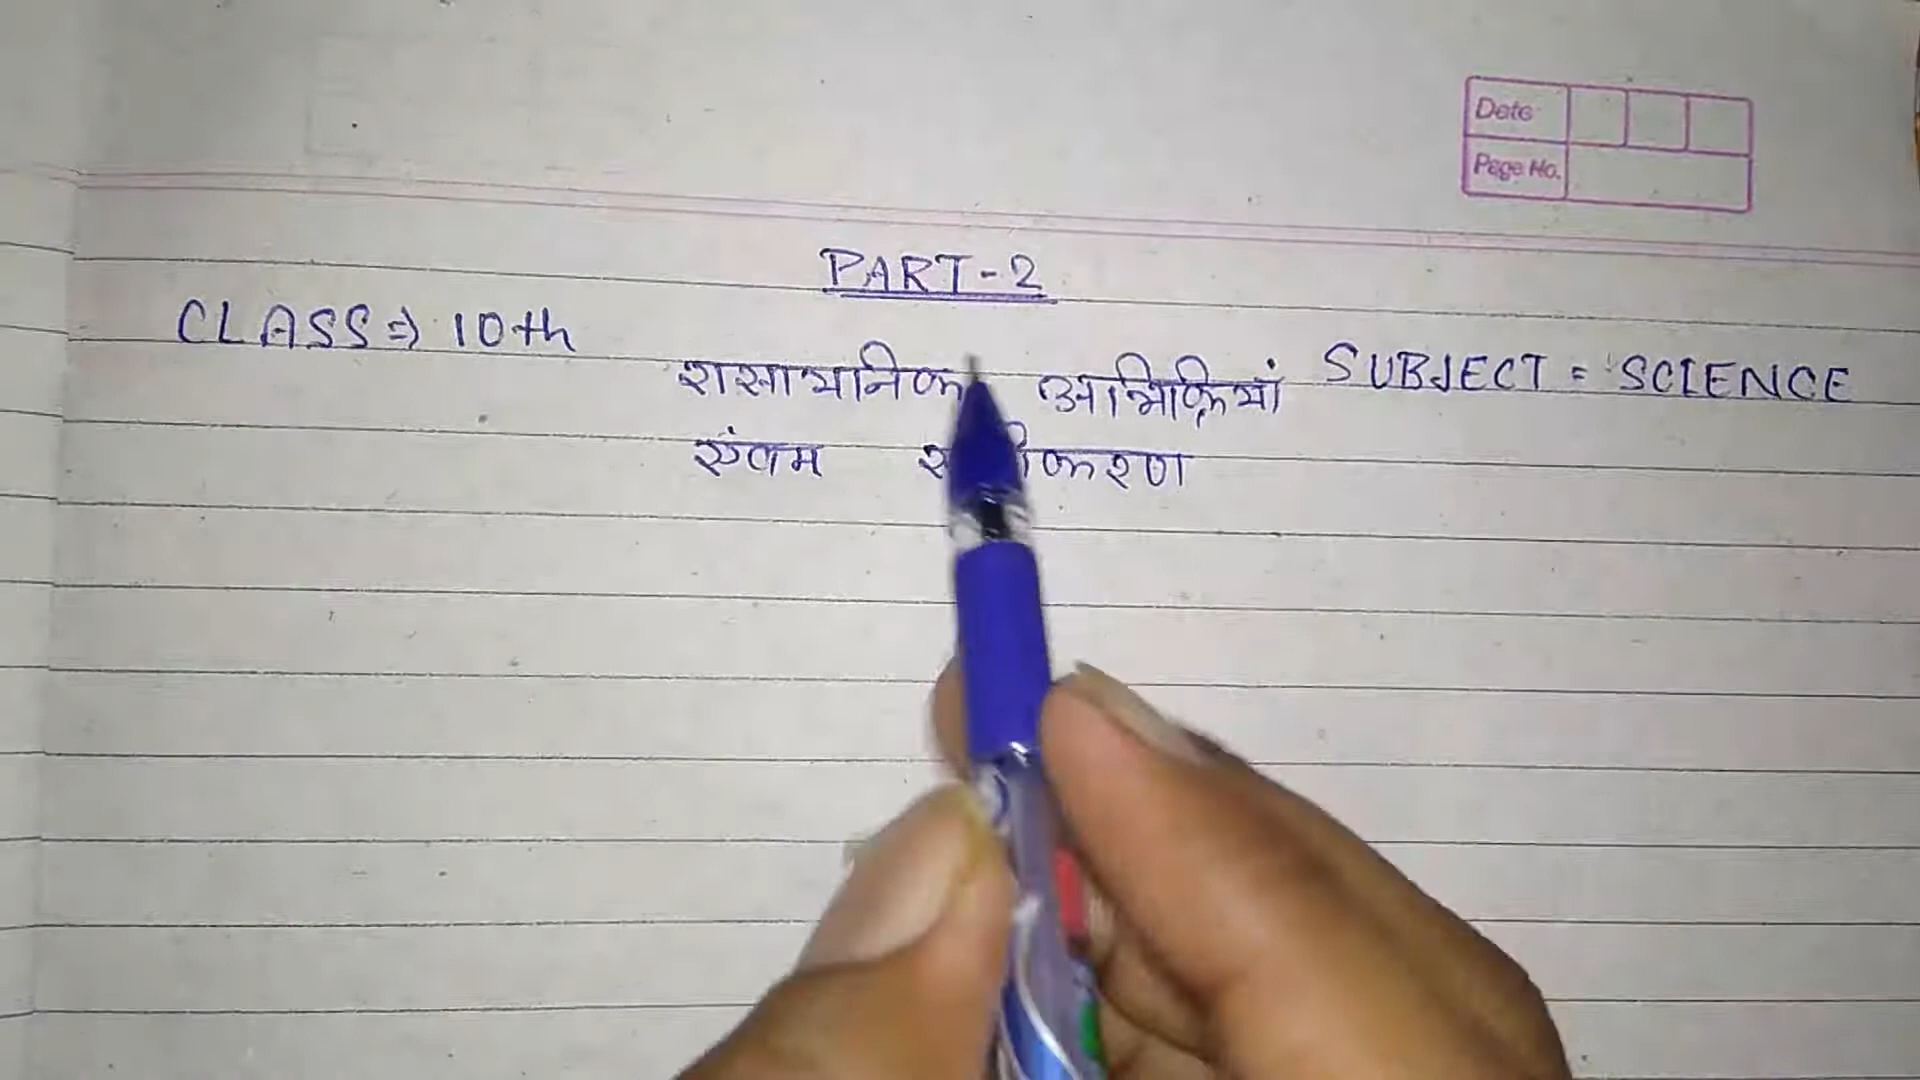 Date
Page No.
PART-2
CLASS ⇒ 10th
रासायनिक अभिक्रियां SUBJECT = SCIENCE
एंवम